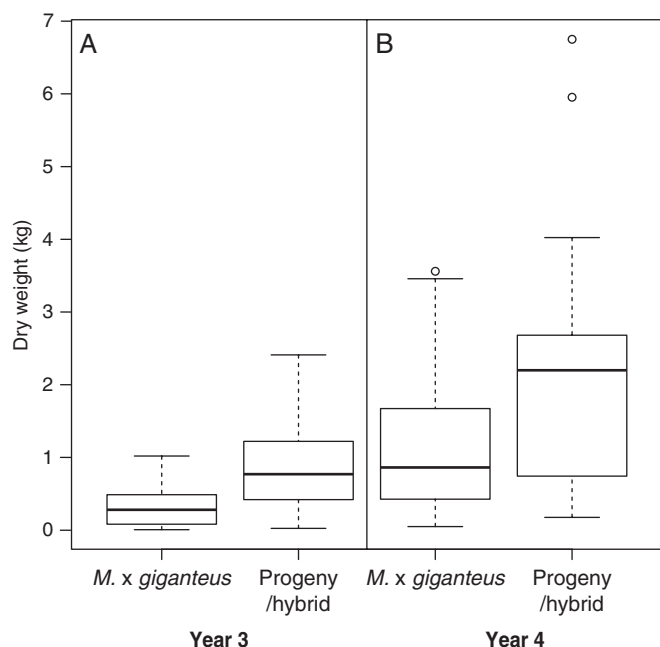 A
B
7
6
5
4
3
2
1
0
Dry weight (kg)
M. x giganteus
Progeny
/hybrid
M. x giganteus
Progeny
/hybrid
Year 3
Year 4